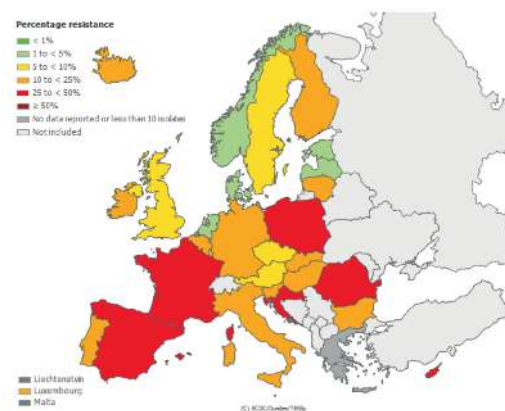 Percentage resistance
< 1%
1 to < 5%
5 to < 10%
10 to < 25%
25 to < 50%
≥ 50%
No data reported or less than 10 isolates
Not included
Liechtenstein
Luxembourg
Malta